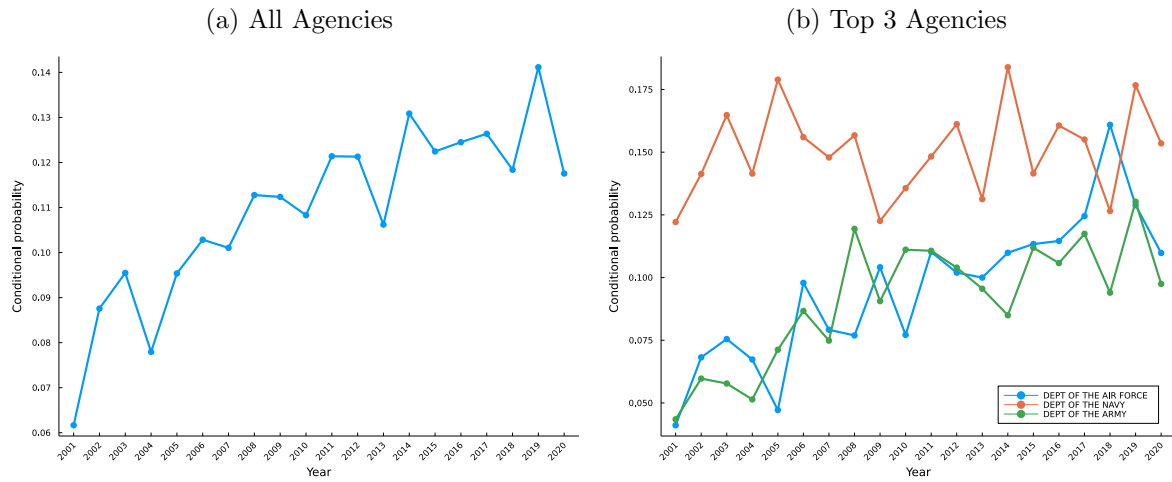 (a) All Agencies
0.14
0.13
0.12
0.11
0.10
0.09
0.08
0.07
0.06
Conditional probability
2001 2002 2003 2004 2005 2006 2007 2008 2009 2010 2011 2012 2013 2014 2015 2016 2017 2018 2019 2020
Year
(b) Top 3 Agencies
0.175
0.150
0.125
0.100
0.075
0.050
Conditional probability
DEPT OF THE AIR FORCE
DEPT OF THE NAVY
DEPT OF THE ARMY
2001 2002 2003 2004 2005 2006 2007 2008 2009 2010 2011 2012 2013 2014 2015 2016 2017 2018 2019 2020
Year